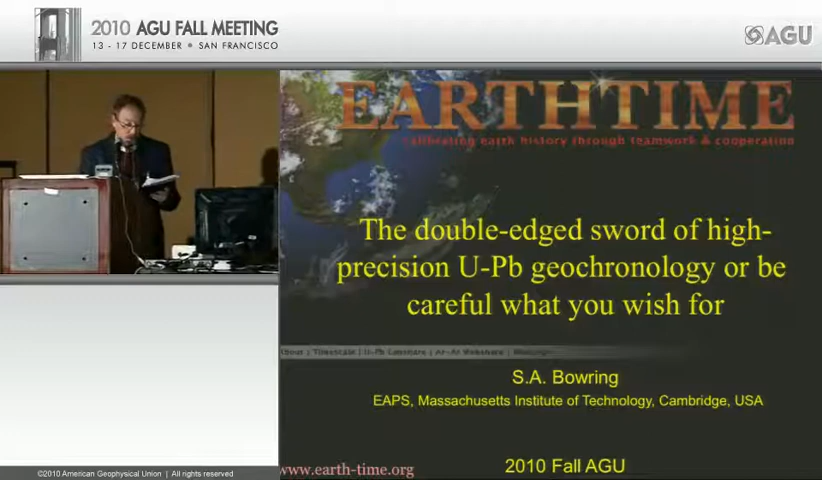 2010 AGU FALL MEETING
13 - 17 DECEMBER • SAN FRANCISCO
AGU
EARTHTIME
calibrating earth history through teamwork & cooperation
The double-edged sword of high-
precision U-Pb geochronology or be
careful what you wish for
S.A. Bowring
EAPS, Massachusetts Institute of Technology, Cambridge, USA
www.earth-time.org
2010 Fall AGU
©2010 American Geophysical Union | All rights reserved